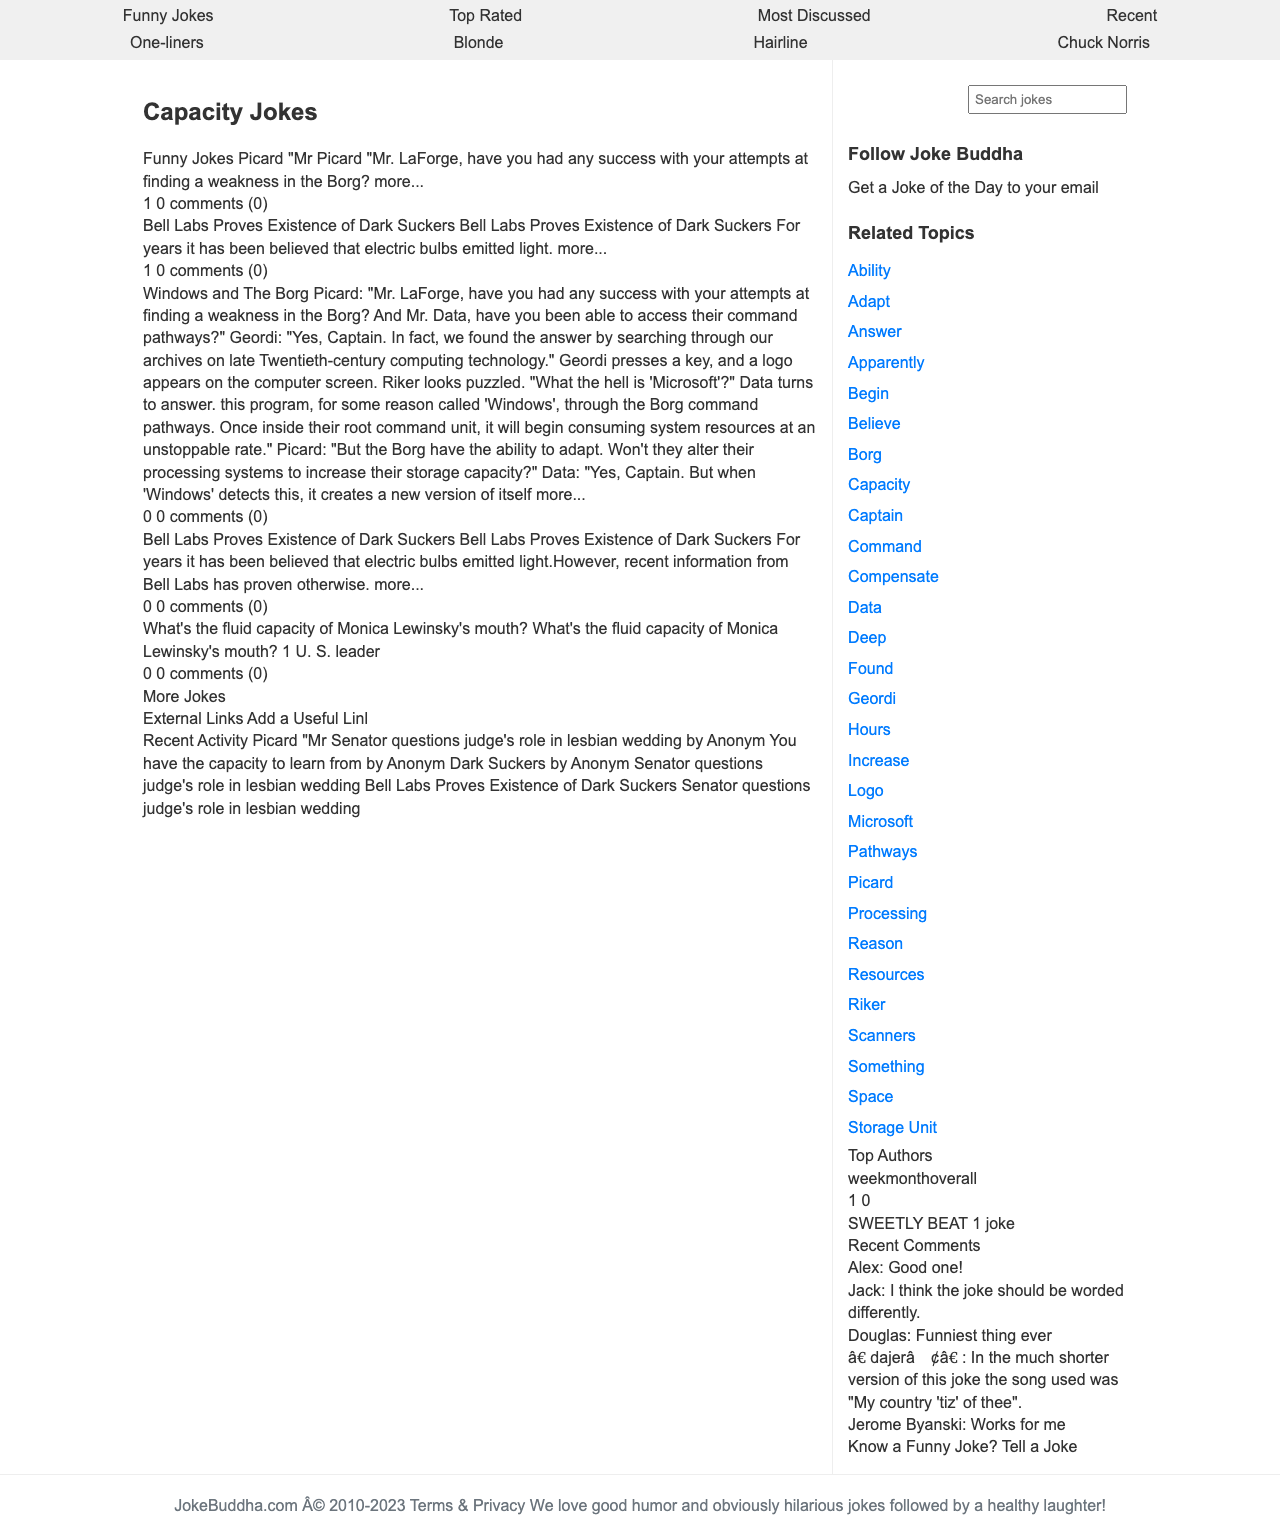 Funny Jokes Top Rated Most Discussed Recent
One-liners Blonde Hairline Chuck Norris
Capacity Jokes
Funny Jokes Picard "Mr Picard "Mr. LaForge, have you had any success with your attempts at
finding a weakness in the Borg? more...
1 0 comments (0)
Bell Labs Proves Existence of Dark Suckers Bell Labs Proves Existence of Dark Suckers For
years it has been believed that electric bulbs emitted light. more...
1 0 comments (0)
Windows and The Borg Picard: "Mr. LaForge, have you had any success with your attempts at
finding a weakness in the Borg? And Mr. Data, have you been able to access their command
pathways?" Geordi: "Yes, Captain. In fact, we found the answer by searching through our
archives on late Twentieth-century computing technology." Geordi presses a key, and a logo
appears on the computer screen. Riker looks puzzled. "What the hell is 'Microsoft'?" Data turns
to answer. this program, for some reason called 'Windows', through the Borg command
pathways. Once inside their root command unit, it will begin consuming system resources at an
unstoppable rate." Picard: "But the Borg have the ability to adapt. Won't they alter their
processing systems to increase their storage capacity?" Data: "Yes, Captain. But when
'Windows' detects this, it creates a new version of itself more...
0 0 comments (0)
Bell Labs Proves Existence of Dark Suckers Bell Labs Proves Existence of Dark Suckers For
years it has been believed that electric bulbs emitted light.However, recent information from
Bell Labs has proven otherwise. more...
0 0 comments (0)
What's the fluid capacity of Monica Lewinsky's mouth? What's the fluid capacity of Monica
Lewinsky's mouth? 1 U. S. leader
0 0 comments (0)
More Jokes
External Links Add a Useful Linl
Recent Activity Picard "Mr Senator questions judge's role in lesbian wedding by Anonym You
have the capacity to learn from by Anonym Dark Suckers by Anonym Senator questions
judge's role in lesbian wedding Bell Labs Proves Existence of Dark Suckers Senator questions
judge's role in lesbian wedding
Search jokes
Follow Joke Buddha
Get a Joke of the Day to your email
Related Topics
Ability
Adapt
Answer
Apparently
Begin
Believe
Borg
Capacity
Captain
Command
Compensate
Data
Deep
Found
Geordi
Hours
Increase
Logo
Microsoft
Pathways
Picard
Processing
Reason
Resources
Riker
Scanners
Something
Space
Storage Unit
Top Authors
weekmonthoverall
1 0
SWEETLY BEAT 1 joke
Recent Comments
Alex: Good one!
Jack: I think the joke should be worded
differently.
Douglas: Funniest thing ever
â€ dajerâ ¢â€ : In the much shorter
version of this joke the song used was
"My country 'tiz' of thee".
Jerome Byanski: Works for me
Know a Funny Joke? Tell a Joke
JokeBuddha.com Â© 2010-2023 Terms & Privacy We love good humor and obviously hilarious jokes followed by a healthy laughter!